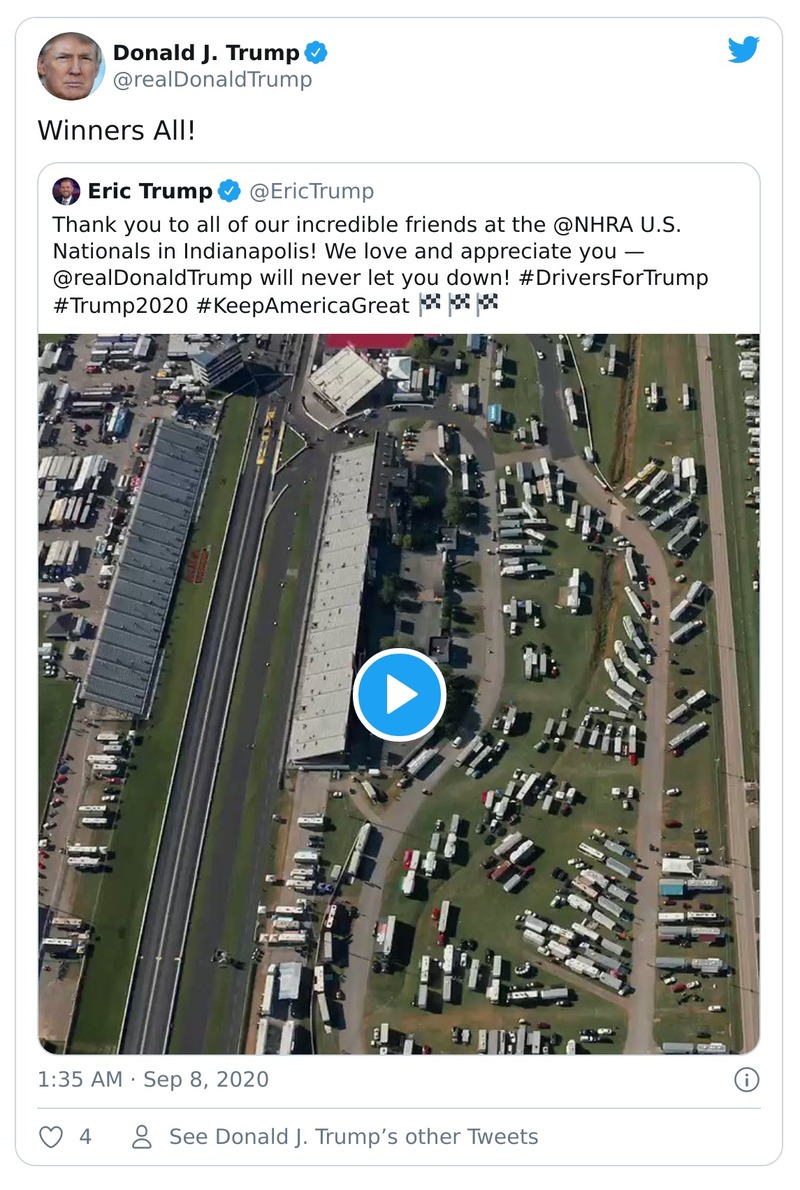 Donald J. Trump
@realDonaldTrump
Winners All!
Eric Trump @EricTrump
Thank you to all of our incredible friends at the @NHRA U.S.
Nationals in Indianapolis! We love and appreciate you —
@realDonaldTrump will never let you down! #DriversForTrump
#Trump2020 #KeepAmericaGreat 🏁🏁🏁
1:35 AM · Sep 8, 2020
4
See Donald J. Trump’s other Tweets